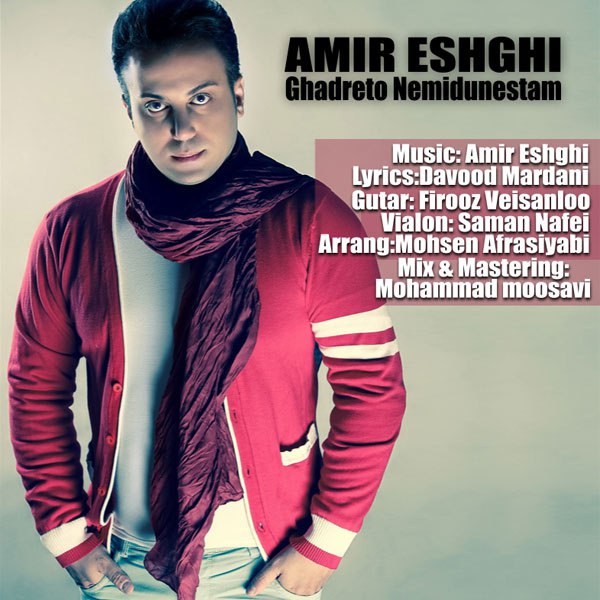 AMIR ESHGHI
Ghadreto Nemidunestam
Music: Amir Eshghi
Lyrics:Davood Mardani
Gutar: Firooz Veisanloo
Vialon: Saman Nafei
Arrang:Mohsen Afrasiyabi
Mix & Mastering:
Mohammad moosavi